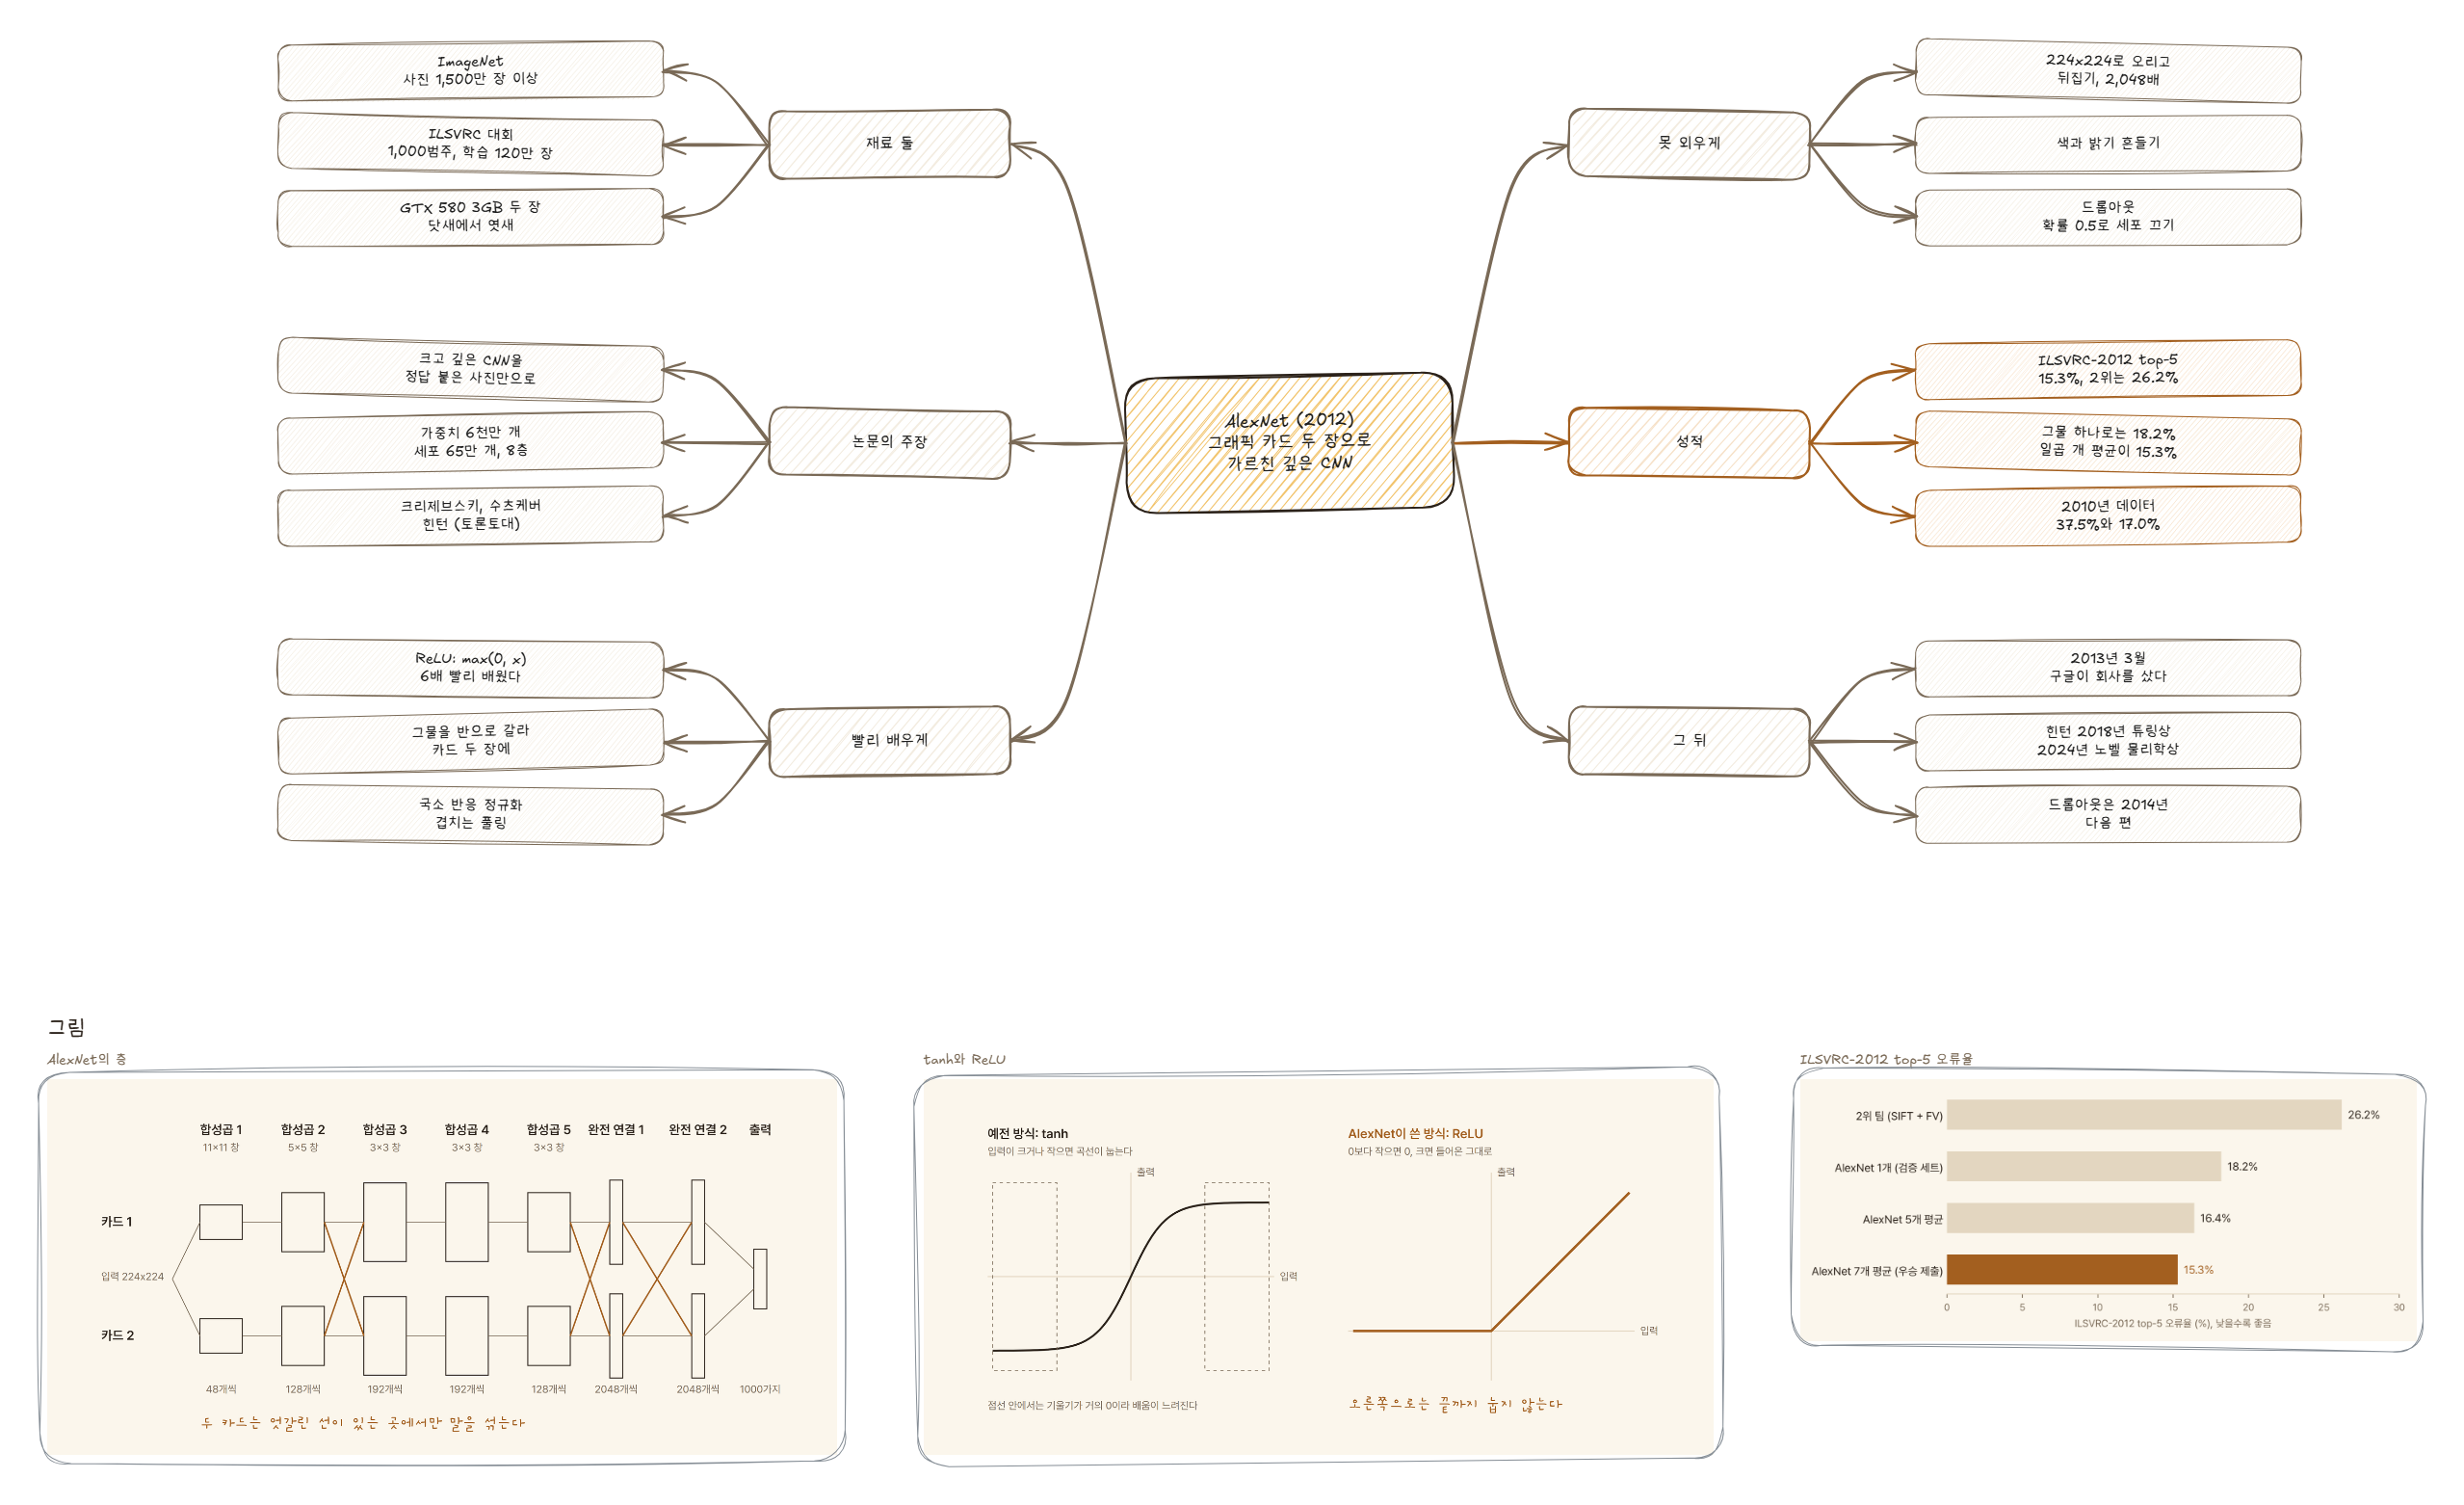 ImageNet
사진 1,500만 장 이상
ILSVRC 대회
1,000범주, 학습 120만 장
GTX 580 3GB 두 장
닷새에서 엿새
재료 둘
크고 깊은 CNN을
정답 붙은 사진만으로
가중치 6천만 개
세포 65만 개, 8층
크리제브스키, 수츠케버
힌턴 (토론토대)
논문의 주장
ReLU: max(0, x)
6배 빨리 배웠다
그물을 반으로 갈라
카드 두 장에
국소 반응 정규화
겹치는 풀링
빨리 배우게
AlexNet (2012)
그래픽 카드 두 장으로
가르친 깊은 CNN
못 외우게
224x224로 오리고
뒤집기, 2,048배
색과 밝기 흔들기
드롭아웃
확률 0.5로 세포 끄기
성적
ILSVRC-2012 top-5
15.3%, 2위는 26.2%
그물 하나로는 18.2%
일곱 개 평균이 15.3%
2010년 데이터
37.5%와 17.0%
그 뒤
2013년 3월
구글이 회사를 샀다
힌턴 2018년 튜링상
2024년 노벨 물리학상
드롭아웃은 2014년
다음 편
그림
AlexNet의 층
합성곱 1 합성곱 2 합성곱 3 합성곱 4 합성곱 5 완전 연결 1 완전 연결 2 출력
11×11 창 5×5 창 3×3 창 3×3 창 3×3 창
카드 1
입력 224x224
카드 2
48개씩 128개씩 192개씩 192개씩 128개씩 2048개씩 2048개씩 1000가지
두 카드는 엇갈린 선이 있는 곳에서만 말을 섞는다
tanh와 ReLU
예전 방식: tanh
입력이 크거나 작으면 곡선이 눕는다
출력
입력
점선 안에서는 기울기가 거의 0이라 배움이 느려진다
AlexNet이 쓴 방식: ReLU
0보다 작으면 0, 크면 들어온 그대로
출력
입력
오른쪽으로는 끝까지 눕지 않는다
ILSVRC-2012 top-5 오류율
2위 팀 (SIFT + FV) 26.2%
AlexNet 1개 (검증 세트) 18.2%
AlexNet 5개 평균 16.4%
AlexNet 7개 평균 (우승 제출) 15.3%
0 5 10 15 20 25 30
ILSVRC-2012 top-5 오류율 (%), 낮을수록 좋음